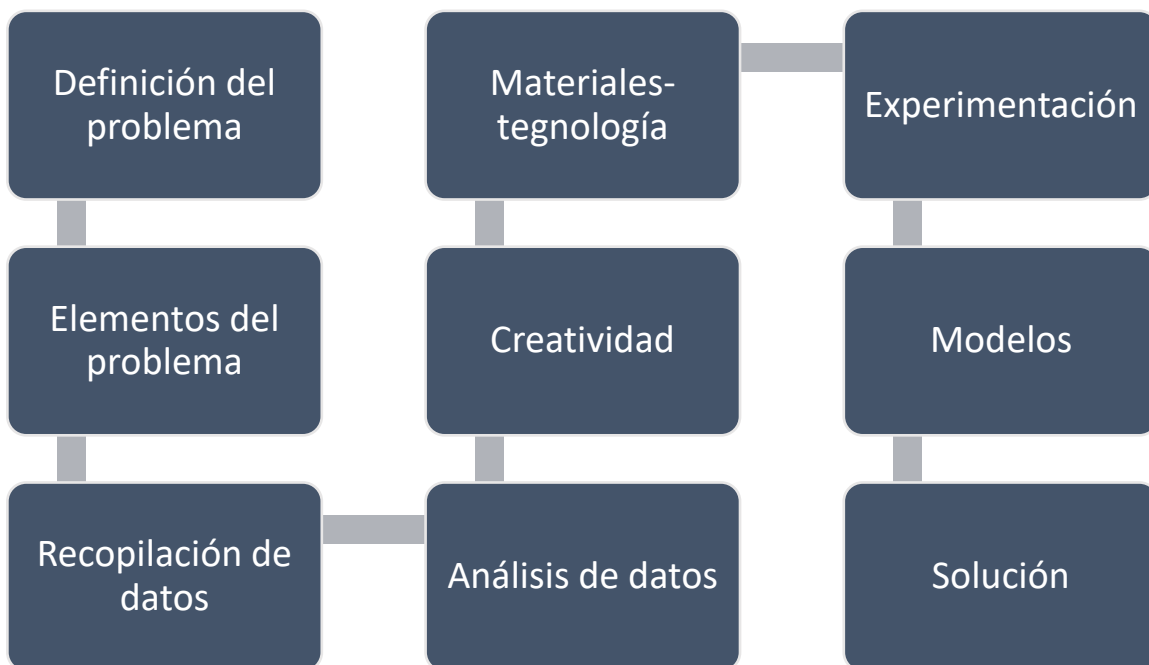 Definición del
problema
Elementos del
problema
Recopilación de
datos
Análisis de datos
Creatividad
Materiales-
tegnología
Experimentación
Modelos
Solución